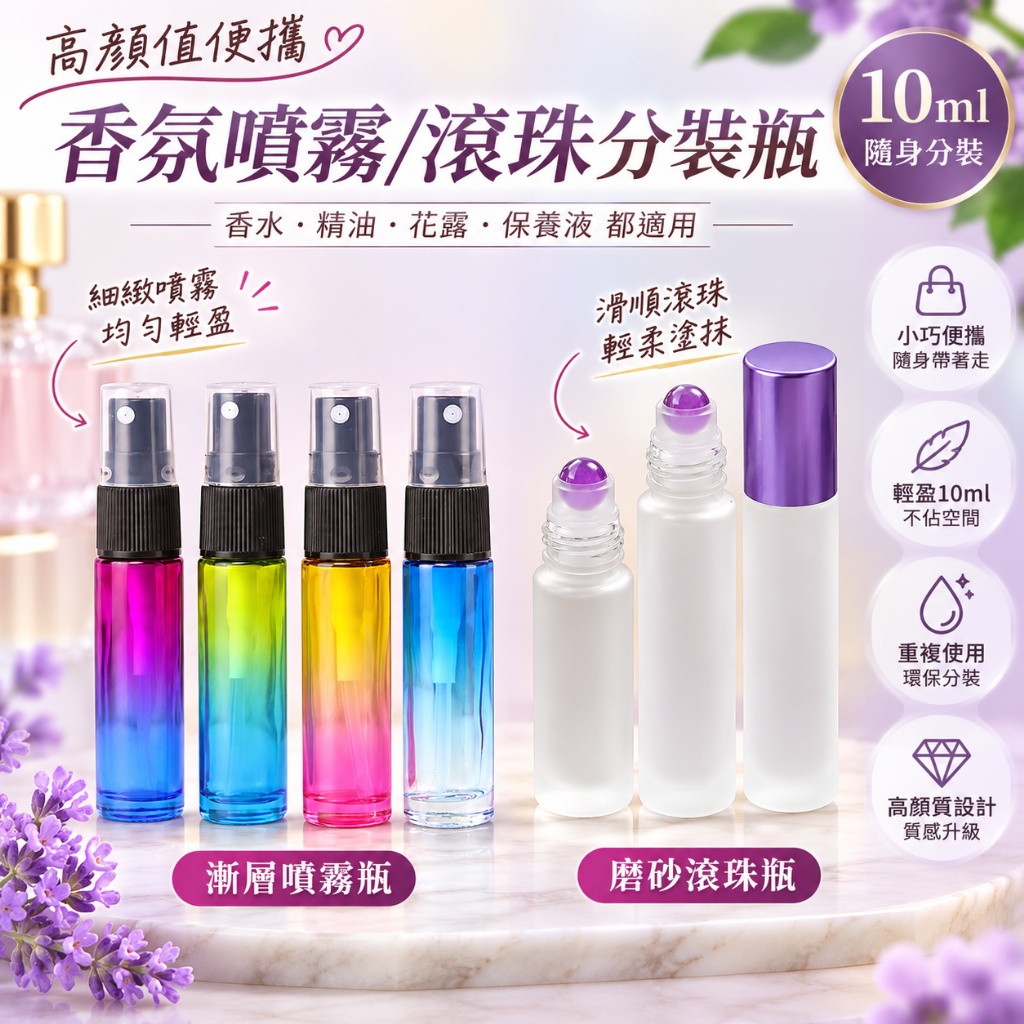 高顏值便攜
香氛噴霧/滾珠分裝瓶
10ml
隨身分裝
香水・精油・花露・保養液 都適用
細緻噴霧
均勻輕盈
滑順滾珠
輕柔塗抹
小巧便攜
隨身帶著走
輕盈10ml
不佔空間
重複使用
環保分裝
高顏質設計
質感升級
漸層噴霧瓶
磨砂滾珠瓶